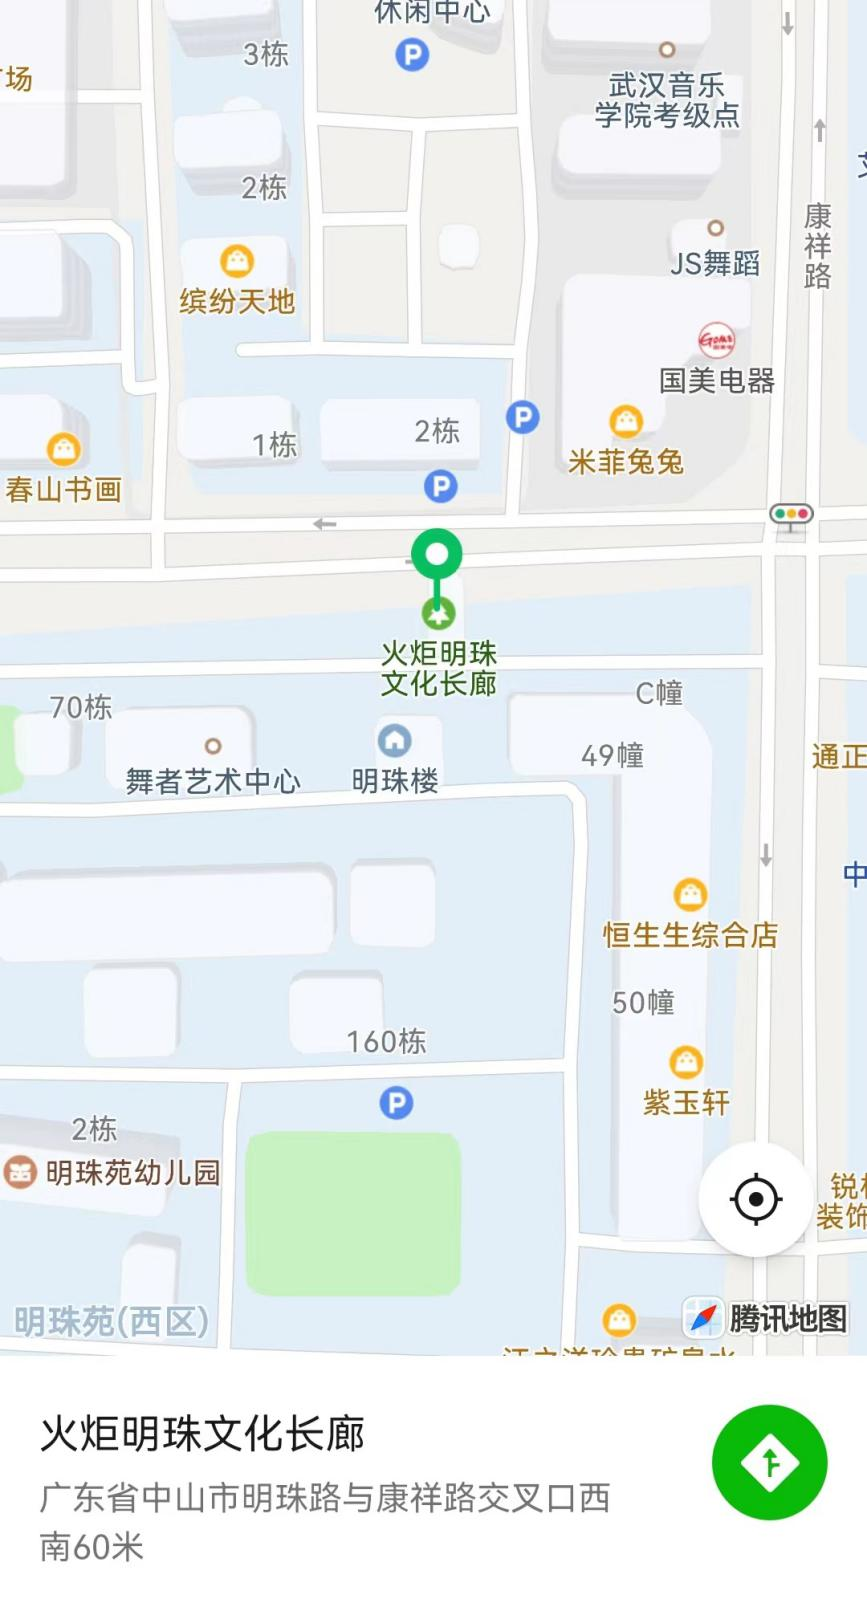 休闲中心
P
3栋
广场
武汉音乐
学院考级点
2栋
康祥路
JS舞蹈
缤纷天地
GOME
国美电器
1栋
2栋
P
米菲兔兔
春山书画
P
火炬明珠
文化长廊
70栋
C幢
49幢
舞者艺术中心
明珠楼
通正
中
恒生生综合店
50幢
160栋
P
紫玉轩
2栋
明珠苑幼儿园
装饰
明珠苑(西区)
腾讯地图
火炬明珠文化长廊
广东省中山市明珠路与康祥路交叉口西
南60米